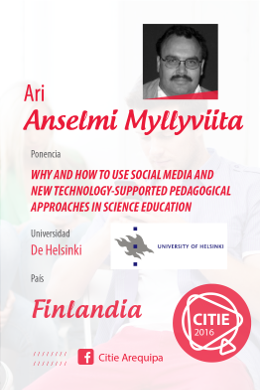 Ari
Anselmi Myllyviita
Ponencia
WHY AND HOW TO USE SOCIAL MEDIA AND
NEW TECHNOLOGY-SUPPORTED PEDAGOGICAL
APPROACHES IN SCIENCE EDUCATION
Universidad
De Helsinki
UNIVERSITY OF HELSINKI
País
Finlandia
CITIE
2016
Citie Arequipa